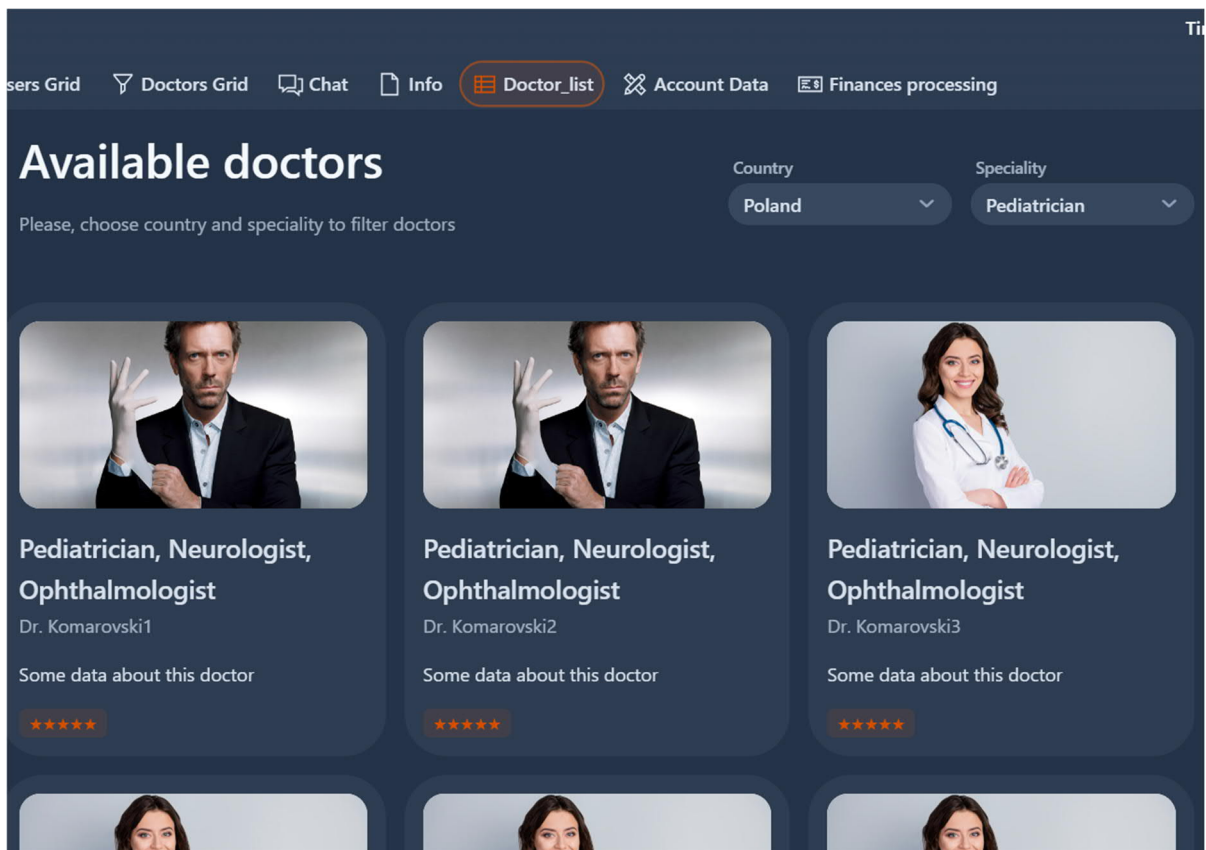 Doctors Grid Chat Info Doctor_list Account Data Finances processing
Available doctors
Please, choose country and speciality to filter doctors
Country
Poland
Speciality
Pediatrician
Pediatrician, Neurologist,
Ophthalmologist
Dr. Komarovski1
Some data about this doctor
Pediatrician, Neurologist,
Ophthalmologist
Dr. Komarovski2
Some data about this doctor
Pediatrician, Neurologist,
Ophthalmologist
Dr. Komarovski3
Some data about this doctor